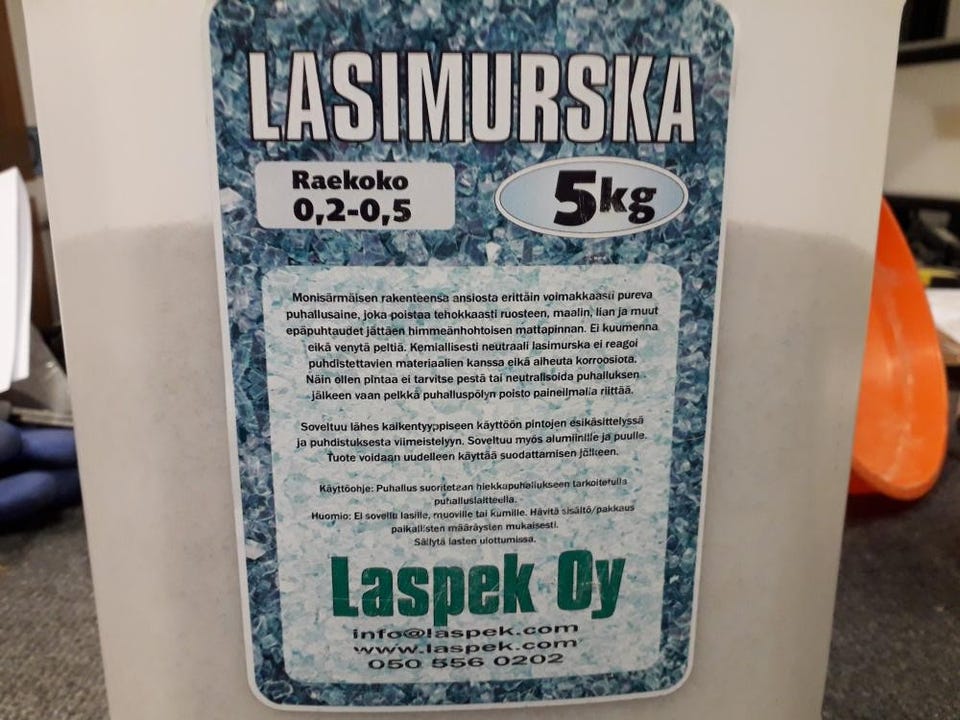 LASIMURSKA
Raekoko
0,2-0,5
5kg
Monisärmäisen rakenteensa ansiosta erittäin voimakkaasti pureva
puhallusaine, joka poistaa tehokkaasti ruosteen, maalin, lian ja muut
epäpuhtaudet jättäen himmeänhohtoisen mattapinnan. Ei kuumenna
eikä venytä peltiä. Kemiallisesti neutraali lasimurska ei reagoi
puhdistettavien materiaalien kanssa eikä aiheuta korroosiota.
Näin ollen pintaa ei tarvitse pestä tai neutralisoida puhalluksen
jälkeen vaan pelkkä puhalluspölyn poisto paineilmalla riittää.
Soveltuu lähes kaikentyyppiseen käyttöön pintojen esikäsittelyssä
ja puhdistuksesta viimeistelyyn. Soveltuu myös alumiinille ja puulle.
Tuote voidaan uudelleen käyttää suodattamisen jälkeen.
Käyttöohje: Puhallus suoritetaan hiekkapuhallukseen tarkoitetulla
puhalluslaitteella.
Huomio: Ei sovellu lasille, muoville tai kumille. Hävitä sisältö/pakkaus
paikallisten määräysten mukaisesti.
Säilytä lasten ulottumissa.
Laspek Oy
info@laspek.com
www.laspek.com
050 556 0202